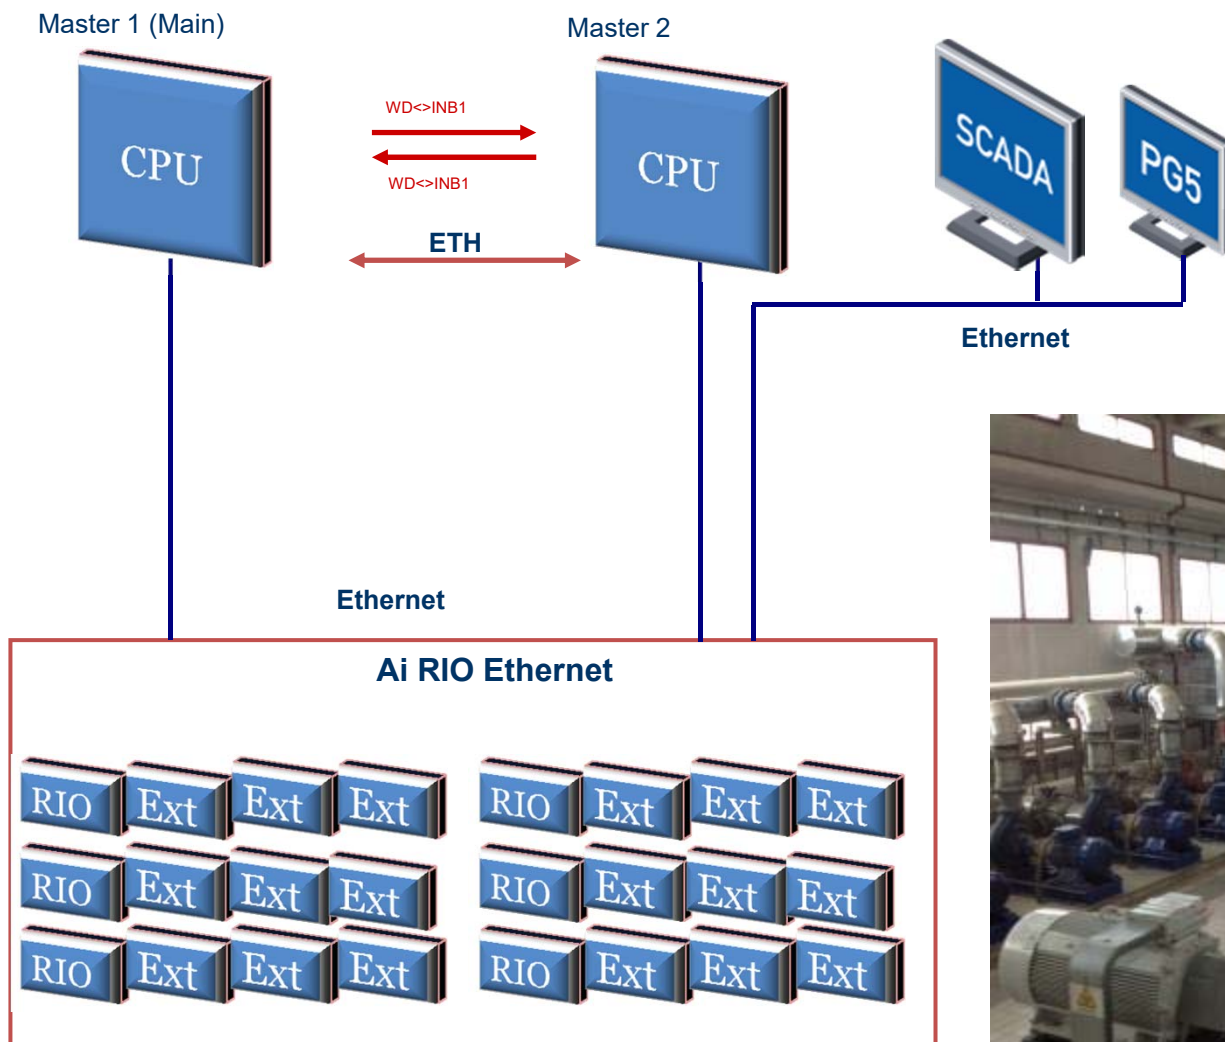 Master 1 (Main)
Master 2
CPU
WD<>INB1
WD<>INB1
ETH
CPU
SCADA
PG5
Ethernet
Ethernet
Ai RIO Ethernet
RIO Ext Ext Ext RIO Ext Ext Ext
RIO Ext Ext Ext RIO Ext Ext Ext
RIO Ext Ext Ext RIO Ext Ext Ext